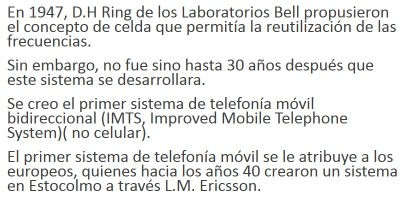 En 1947, D.H Ring de los Laboratorios Bell propusieron
el concepto de celda que permitía la reutilización de las
frecuencias.
Sin embargo, no fue sino hasta 30 años después que
este sistema se desarrollara.
Se creo el primer sistema de telefonía móvil
bidireccional (IMTS, Improved Mobile Telephone
System)( no celular).
El primer sistema de telefonía móvil se le atribuye a los
europeos, quienes hacia los años 40 crearon un sistema
en Estocolmo a través L.M. Ericsson.